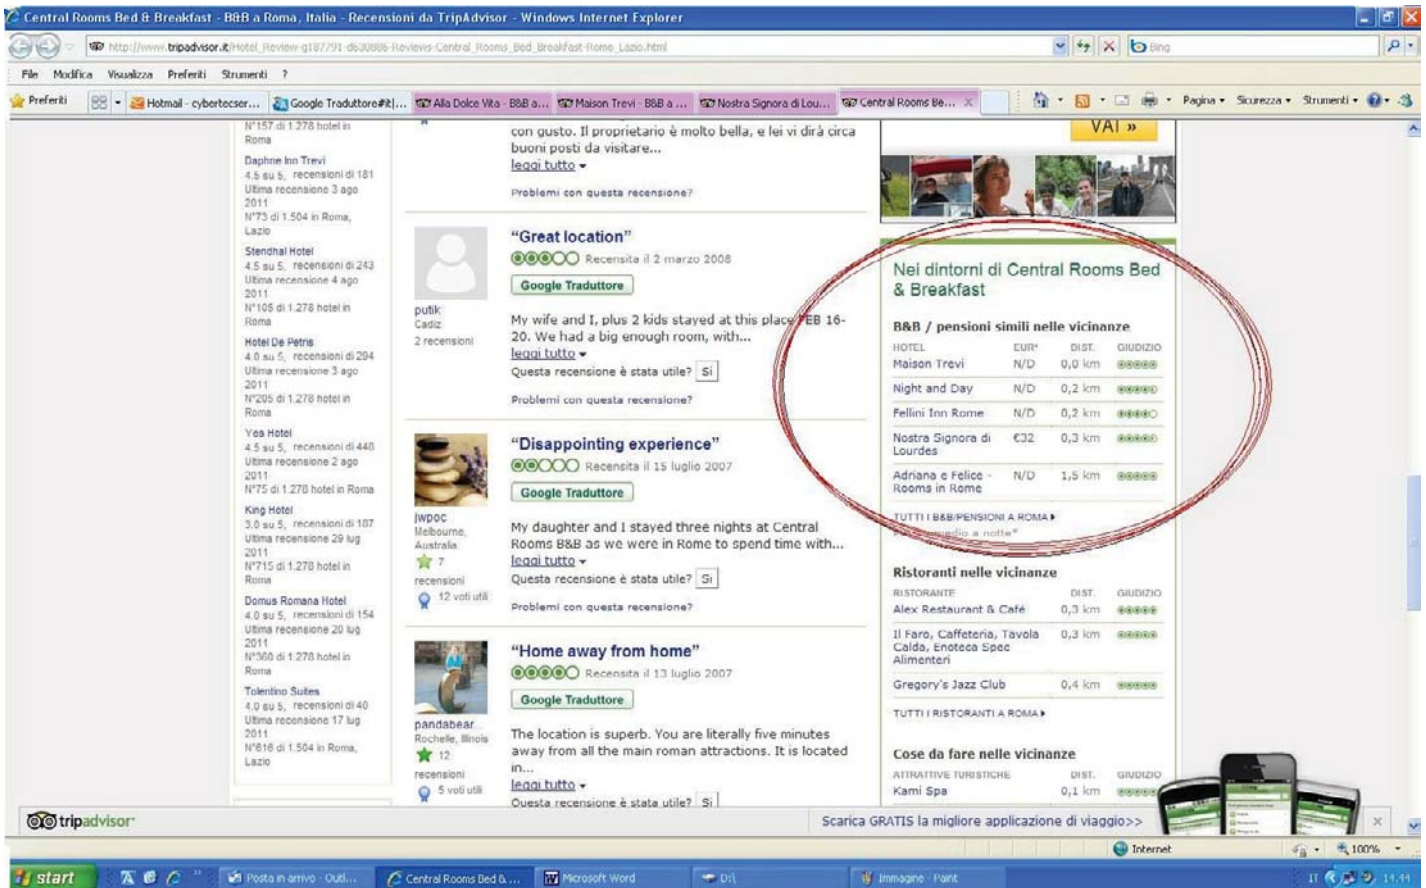 Central Rooms Bed & Breakfast - B&B a Roma, Italia - Recensioni da TripAdvisor - Windows Internet Explorer
http://www.tripadvisor.it/Hotel_Review-g187791-d630886-Reviews-Central_Rooms_Bed_Breakfast-Rome_Lazio.html
Bing
File Modifica Visualizza Preferiti Strumenti ?
Preferiti Hotmail - cybertecser... Google Traduttore#it|... Alla Dolce Vita - B&B a... Maison Trevi - B&B a ... Nostra Signora di Lou... Central Rooms Be... Pagina Sicurezza Strumenti
N°157 di 1.278 hotel in
Roma
Daphne Inn Trevi
4.5 su 5, recensioni di 181
Ultima recensione 3 ago
2011
N°73 di 1.504 in Roma,
Lazio
Stendhal Hotel
4.5 su 5, recensioni di 243
Ultima recensione 4 ago
2011
N°105 di 1.278 hotel in
Roma
Hotel De Petris
4.0 su 5, recensioni di 294
Ultima recensione 3 ago
2011
N°205 di 1.278 hotel in
Roma
Yes Hotel
4.5 su 5, recensioni di 448
Ultima recensione 2 ago
2011
N°75 di 1.278 hotel in Roma
King Hotel
3.0 su 5, recensioni di 187
Ultima recensione 29 lug
2011
N°715 di 1.278 hotel in
Roma
Domus Romana Hotel
4.0 su 5, recensioni di 154
Ultima recensione 20 lug
2011
N°360 di 1.278 hotel in
Roma
Tolentino Suites
4.0 su 5, recensioni di 40
Ultima recensione 17 lug
2011
N°616 di 1.504 in Roma,
Lazio
con gusto. Il proprietario è molto bella, e lei vi dirà circa
buoni posti da visitare...
leggi tutto
Problemi con questa recensione?
"Great location"
Recensita il 2 marzo 2008
Google Traduttore
putik
Cadiz
2 recensioni
My wife and I, plus 2 kids stayed at this place FEB 16-
20. We had a big enough room, with...
leggi tutto
Questa recensione è stata utile? Sì
Problemi con questa recensione?
"Disappointing experience"
Recensita il 15 luglio 2007
Google Traduttore
jwpoc
Melbourne,
Australia
7
recensioni
12 voti utili
My daughter and I stayed three nights at Central
Rooms B&B as we were in Rome to spend time with...
leggi tutto
Questa recensione è stata utile? Sì
Problemi con questa recensione?
"Home away from home"
Recensita il 13 luglio 2007
Google Traduttore
pandabear...
Rochelle, Illinois
12
recensioni
5 voti utili
The location is superb. You are literally five minutes
away from all the main roman attractions. It is located
in...
leggi tutto
Questa recensione è stata utile? Sì
VAI »
Nei dintorni di Central Rooms Bed
& Breakfast
B&B / pensioni simili nelle vicinanze
HOTEL EUR* DIST. GIUDIZIO
Maison Trevi N/D 0,0 km
Night and Day N/D 0,2 km
Fellini Inn Rome N/D 0,2 km
Nostra Signora di €32 0,3 km
Lourdes
Adriana e Felice - N/D 1,5 km
Rooms in Rome
TUTTI I B&B/PENSIONI A ROMA
a notte*
Ristoranti nelle vicinanze
RISTORANTE DIST. GIUDIZIO
Alex Restaurant & Café 0,3 km
Il Faro, Caffeteria, Tavola 0,3 km
Calda, Enoteca Spec
Alimenteri
Gregory's Jazz Club 0,4 km
TUTTI I RISTORANTI A ROMA
Cose da fare nelle vicinanze
ATTRATTIVE TURISTICHE DIST. GIUDIZIO
Kami Spa 0,1 km
tripadvisor
Scarica GRATIS la migliore applicazione di viaggio>>
Internet 100%
start Posta in arrivo - Outl... Central Rooms Bed & ... Microsoft Word D:\ Immagine - Paint IT 14.44